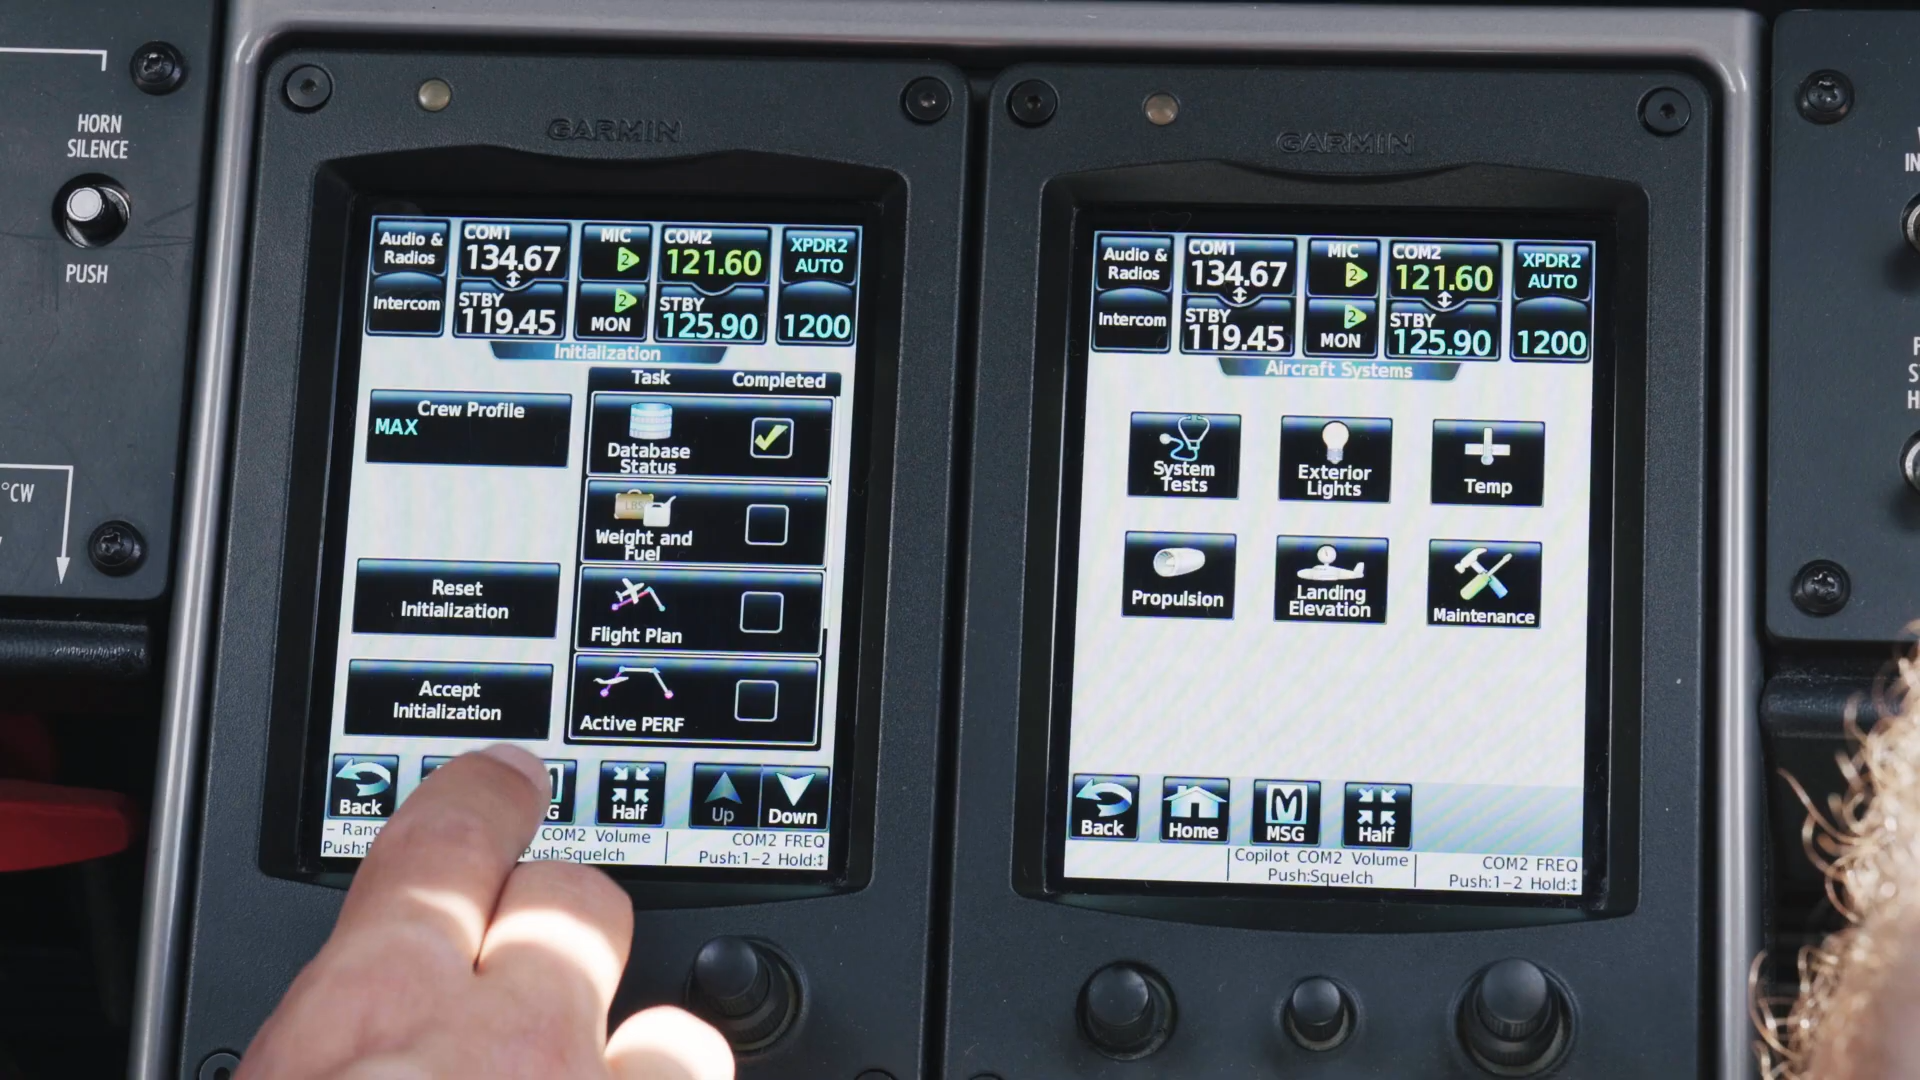 HORN
SILENCE
PUSH
°CW
GARMIN
Audio &
Radios
Intercom
COM1
134.67
STBY
119.45
MIC
2
2
MON
COM2
121.60
STBY
125.90
XPDR2
AUTO
1200
Initialization
Task Completed
Crew Profile
MAX
Database
Status
LBS
Weight and
Fuel
Reset
Initialization
Flight Plan
Accept
Initialization
Active PERF
Back
Half
Up
Down
COM2 Volume
Push:Squelch
COM2 FREQ
Push:1-2 Hold:↕
GARMIN
Audio &
Radios
Intercom
COM1
134.67
STBY
119.45
MIC
2
2
MON
COM2
121.60
STBY
125.90
XPDR2
AUTO
1200
Aircraft Systems
System
Tests
Exterior
Lights
Temp
Propulsion
Landing
Elevation
Maintenance
Back
Home
MSG
Half
Copilot COM2 Volume
Push:Squelch
COM2 FREQ
Push:1-2 Hold:↕